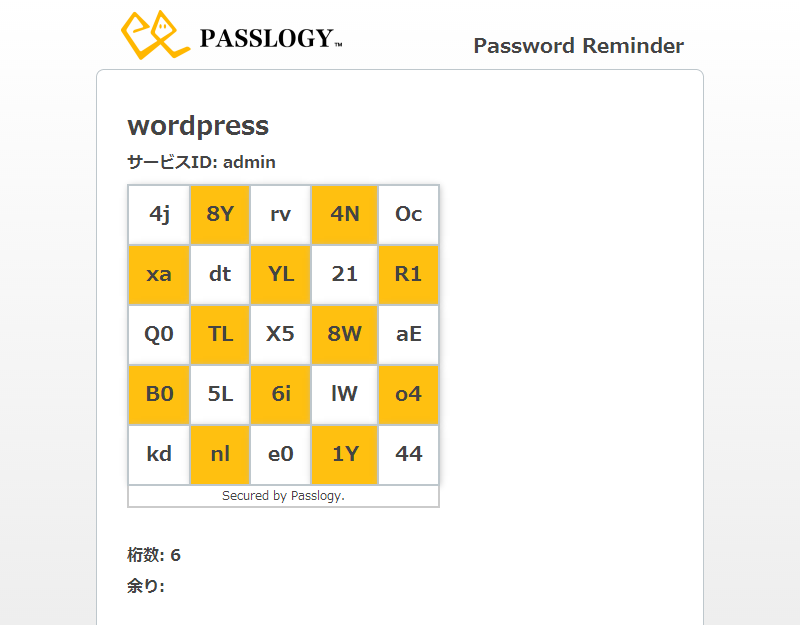 PASSLOGY™
Password Reminder
wordpress
サービスID: admin
4j 8Y rv 4N Oc
xa dt YL 21 R1
Q0 TL X5 8W aE
B0 5L 6i lW o4
kd nl e0 1Y 44
Secured by Passlogy.
桁数: 6
余り: